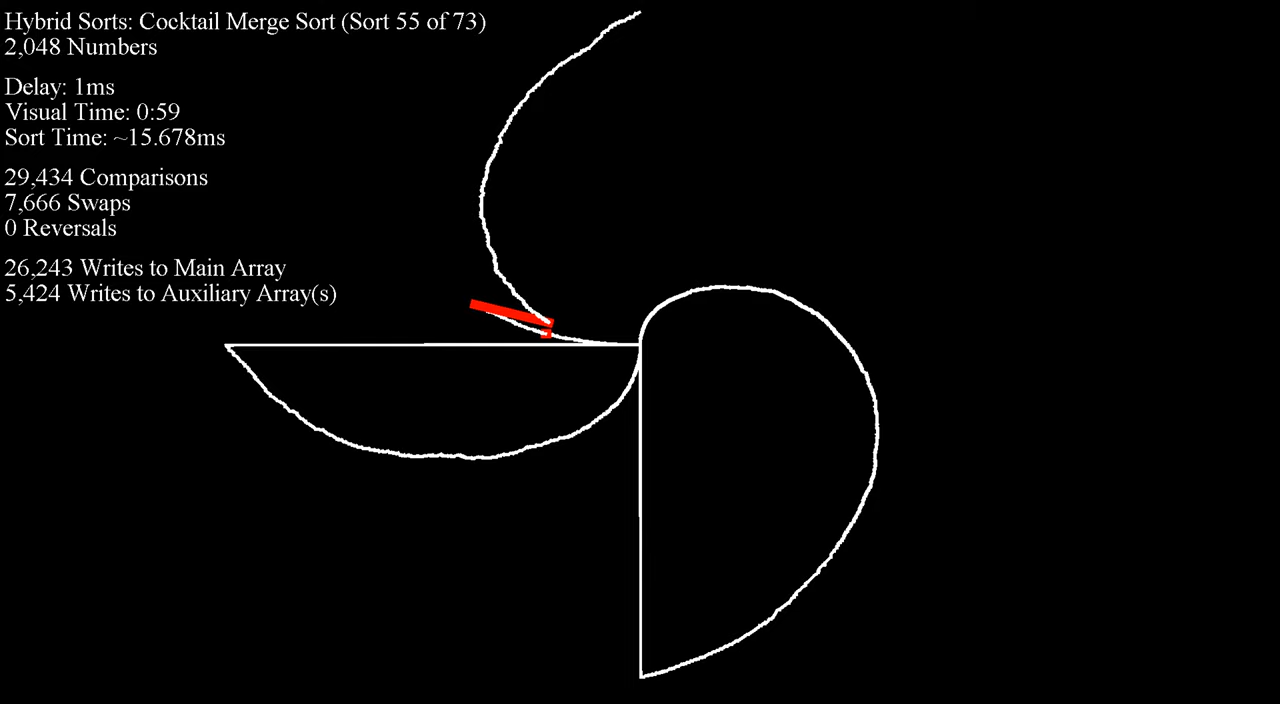 Hybrid Sorts: Cocktail Merge Sort (Sort 55 of 73)
2,048 Numbers
Delay: 1ms
Visual Time: 0:59
Sort Time: ~15.678ms
29,434 Comparisons
7,666 Swaps
0 Reversals
26,243 Writes to Main Array
5,424 Writes to Auxiliary Array(s)